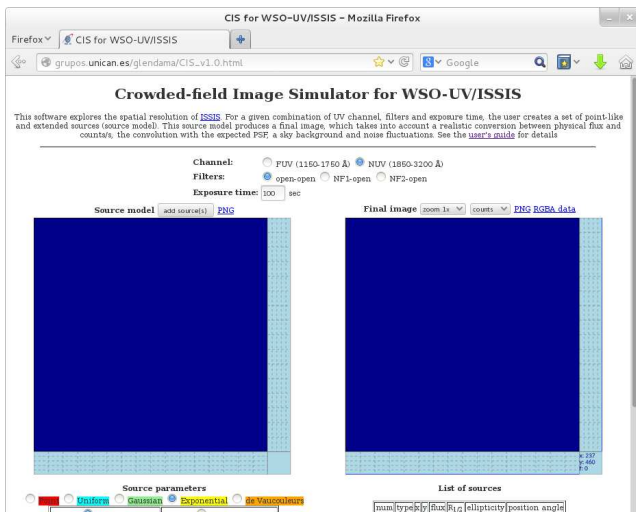 CIS for WSO-UV/ISSIS - Mozilla Firefox
Firefox
CIS for WSO-UV/ISSIS
grupos.unican.es/glendama/CIS_v1.0.html
Google
Crowded-field Image Simulator for WSO-UV/ISSIS
This software explores the spatial resolution of ISSIS. For a given combination of UV channel, filters and exposure time, the user creates a set of point-like
and extended sources (source model). This source model produces a final image, which takes into account a realistic conversion between physical flux and
counts/s, the convolution with the expected PSF, a sky background and noise fluctuations. See the user's guide for details
Channel: FUV (1150-1750 Å) NUV (1850-3200 Å)
Filters: open-open NF1-open NF2-open
Exposure time: 100 sec
Source model add source(s) PNG
Final image zoom 1x counts PNG RGBA data
x: 237
y: 460
f: 0
Source parameters
Uniform Gaussian Exponential de Vaucouleurs
List of sources
num type x y flux R1/2 ellipticity position angle